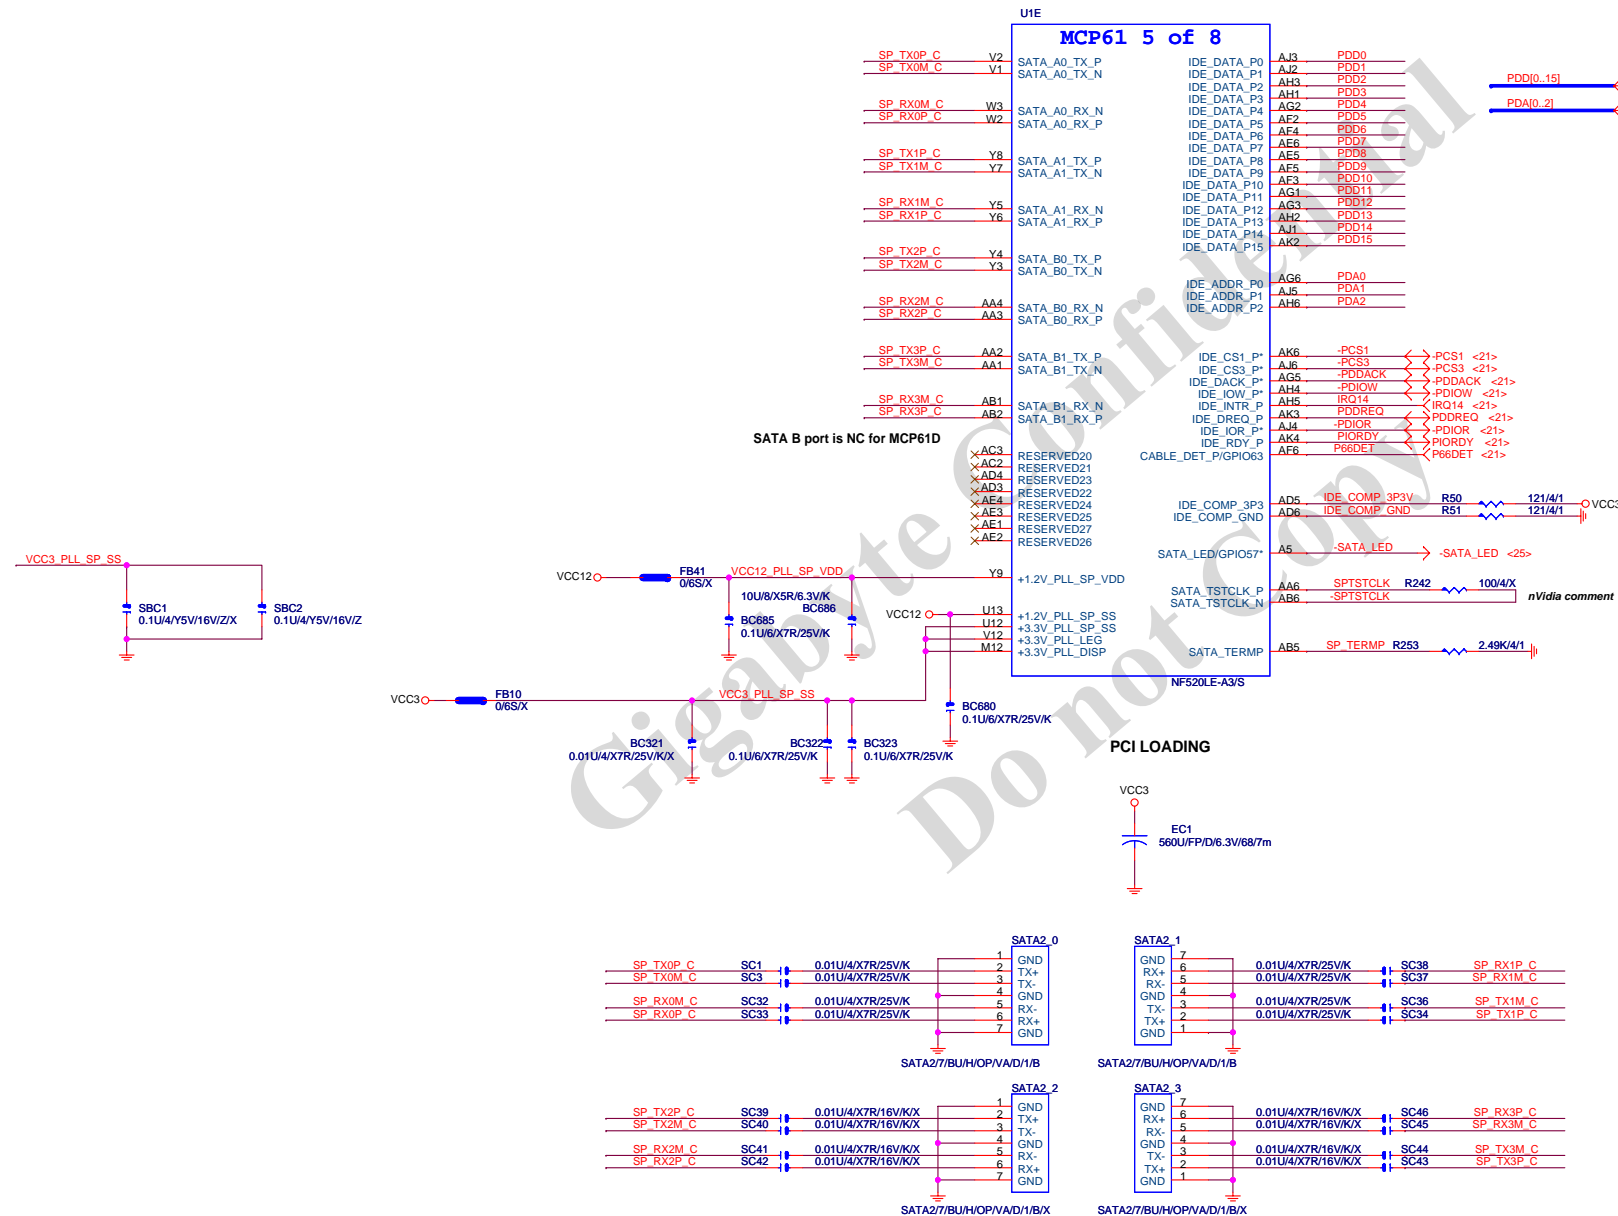 U1E
MCP61 5 of 8
SP_TX0P_C V2 SATA_A0_TX_P
SP_TX0M_C V1 SATA_A0_TX_N
SP_RX0M_C W3 SATA_A0_RX_N
SP_RX0P_C W2 SATA_A0_RX_P
SP_TX1P_C Y8 SATA_A1_TX_P
SP_TX1M_C Y7 SATA_A1_TX_N
SP_RX1M_C Y5 SATA_A1_RX_N
SP_RX1P_C Y6 SATA_A1_RX_P
SP_TX2P_C Y4 SATA_B0_TX_P
SP_TX2M_C Y3 SATA_B0_TX_N
SP_RX2M_C AA4 SATA_B0_RX_N
SP_RX2P_C AA3 SATA_B0_RX_P
SP_TX3P_C AA2 SATA_B1_TX_P
SP_TX3M_C AA1 SATA_B1_TX_N
SP_RX3M_C AB1 SATA_B1_RX_N
SP_RX3P_C AB2 SATA_B1_RX_P
SATA B port is NC for MCP61D
AC3 RESERVED20
AC2 RESERVED21
AD4 RESERVED23
AD3 RESERVED22
AE4 RESERVED24
AE3 RESERVED25
AE1 RESERVED27
AE2 RESERVED26
Y9 +1.2V_PLL_SP_VDD
U13 +1.2V_PLL_SP_SS
U12 +3.3V_PLL_SP_SS
V12 +3.3V_PLL_LEG
M12 +3.3V_PLL_DISP
IDE_DATA_P0 AJ3 PDD0
IDE_DATA_P1 AJ2 PDD1
IDE_DATA_P2 AH3 PDD2
IDE_DATA_P3 AH1 PDD3
IDE_DATA_P4 AG2 PDD4
IDE_DATA_P5 AF2 PDD5
IDE_DATA_P6 AF4 PDD6
IDE_DATA_P7 AE6 PDD7
IDE_DATA_P8 AE5 PDD8
IDE_DATA_P9 AF5 PDD9
IDE_DATA_P10 AF3 PDD10
IDE_DATA_P11 AG1 PDD11
IDE_DATA_P12 AG3 PDD12
IDE_DATA_P13 AH2 PDD13
IDE_DATA_P14 AJ1 PDD14
IDE_DATA_P15 AK2 PDD15
IDE_ADDR_P0 AG6 PDA0
IDE_ADDR_P1 AJ5 PDA1
IDE_ADDR_P2 AH6 PDA2
PDD[0..15]
PDA[0..2]
IDE_CS1_P* AK6 -PCS1 -PCS1 <21>
IDE_CS3_P* AJ6 -PCS3 -PCS3 <21>
IDE_DACK_P* AG5 -PDDACK -PDDACK <21>
IDE_IOW_P* AH4 -PDIOW -PDIOW <21>
IDE_INTR_P AH5 IRQ14 IRQ14 <21>
IDE_DREQ_P AK3 PDDREQ PDDREQ <21>
IDE_IOR_P* AJ4 -PDIOR -PDIOR <21>
IDE_RDY_P AK4 PIORDY PIORDY <21>
CABLE_DET_P/GPIO63 AF6 P66DET P66DET <21>
IDE_COMP_3P3 AD5 IDE_COMP_3P3V R50 121/4/1 VCC3
IDE_COMP_GND AD6 IDE_COMP_GND R51 121/4/1
SATA_LED/GPIO57* A5 -SATA_LED -SATA_LED <25>
SATA_TSTCLK_P AA6 SPTSTCLK R242 100/4/X
SATA_TSTCLK_N AB6 -SPTSTCLK
nVidia comment
SATA_TERMP AB5 SP_TERMP R253 2.49K/4/1
NF520LE-A3/S
VCC3_PLL_SP_SS
SBC1
0.1U/4/Y5V/16V/Z/X
SBC2
0.1U/4/Y5V/16V/Z
VCC12 FB41
0/6S/X
VCC12_PLL_SP_VDD
10U/8/X5R/6.3V/K
BC686
BC685
0.1U/6/X7R/25V/K
VCC12
BC680
0.1U/6/X7R/25V/K
VCC3 FB10
0/6S/X
VCC3_PLL_SP_SS
BC321
0.01U/4/X7R/25V/K/X
BC322
0.1U/6/X7R/25V/K
BC323
0.1U/6/X7R/25V/K
PCI LOADING
VCC3
EC1
560U/FP/D/6.3V/68/7m
SATA2_0
1 GND
SP_TX0P_C SC1 0.01U/4/X7R/25V/K 2 TX+
SP_TX0M_C SC3 0.01U/4/X7R/25V/K 3 TX-
4 GND
SP_RX0M_C SC32 0.01U/4/X7R/25V/K 5 RX-
SP_RX0P_C SC33 0.01U/4/X7R/25V/K 6 RX+
7 GND
SATA2/7/BU/H/OP/VA/D/1/B
SATA2_1
GND 7
RX+ 6 0.01U/4/X7R/25V/K SC38 SP_RX1P_C
RX- 5 0.01U/4/X7R/25V/K SC37 SP_RX1M_C
GND 4
TX- 3 0.01U/4/X7R/25V/K SC36 SP_TX1M_C
TX+ 2 0.01U/4/X7R/25V/K SC34 SP_TX1P_C
GND 1
SATA2/7/BU/H/OP/VA/D/1/B
SATA2_2
1 GND
SP_TX2P_C SC39 0.01U/4/X7R/16V/K/X 2 TX+
SP_TX2M_C SC40 0.01U/4/X7R/16V/K/X 3 TX-
4 GND
SP_RX2M_C SC41 0.01U/4/X7R/16V/K/X 5 RX-
SP_RX2P_C SC42 0.01U/4/X7R/16V/K/X 6 RX+
7 GND
SATA2/7/BU/H/OP/VA/D/1/B/X
SATA2_3
GND 7
RX+ 6 0.01U/4/X7R/16V/K/X SC46 SP_RX3P_C
RX- 5 0.01U/4/X7R/16V/K/X SC45 SP_RX3M_C
GND 4
TX- 3 0.01U/4/X7R/16V/K/X SC44 SP_TX3M_C
TX+ 2 0.01U/4/X7R/16V/K/X SC43 SP_TX3P_C
GND 1
SATA2/7/BU/H/OP/VA/D/1/B/X
Gigabyte Confidential
Do not Copy